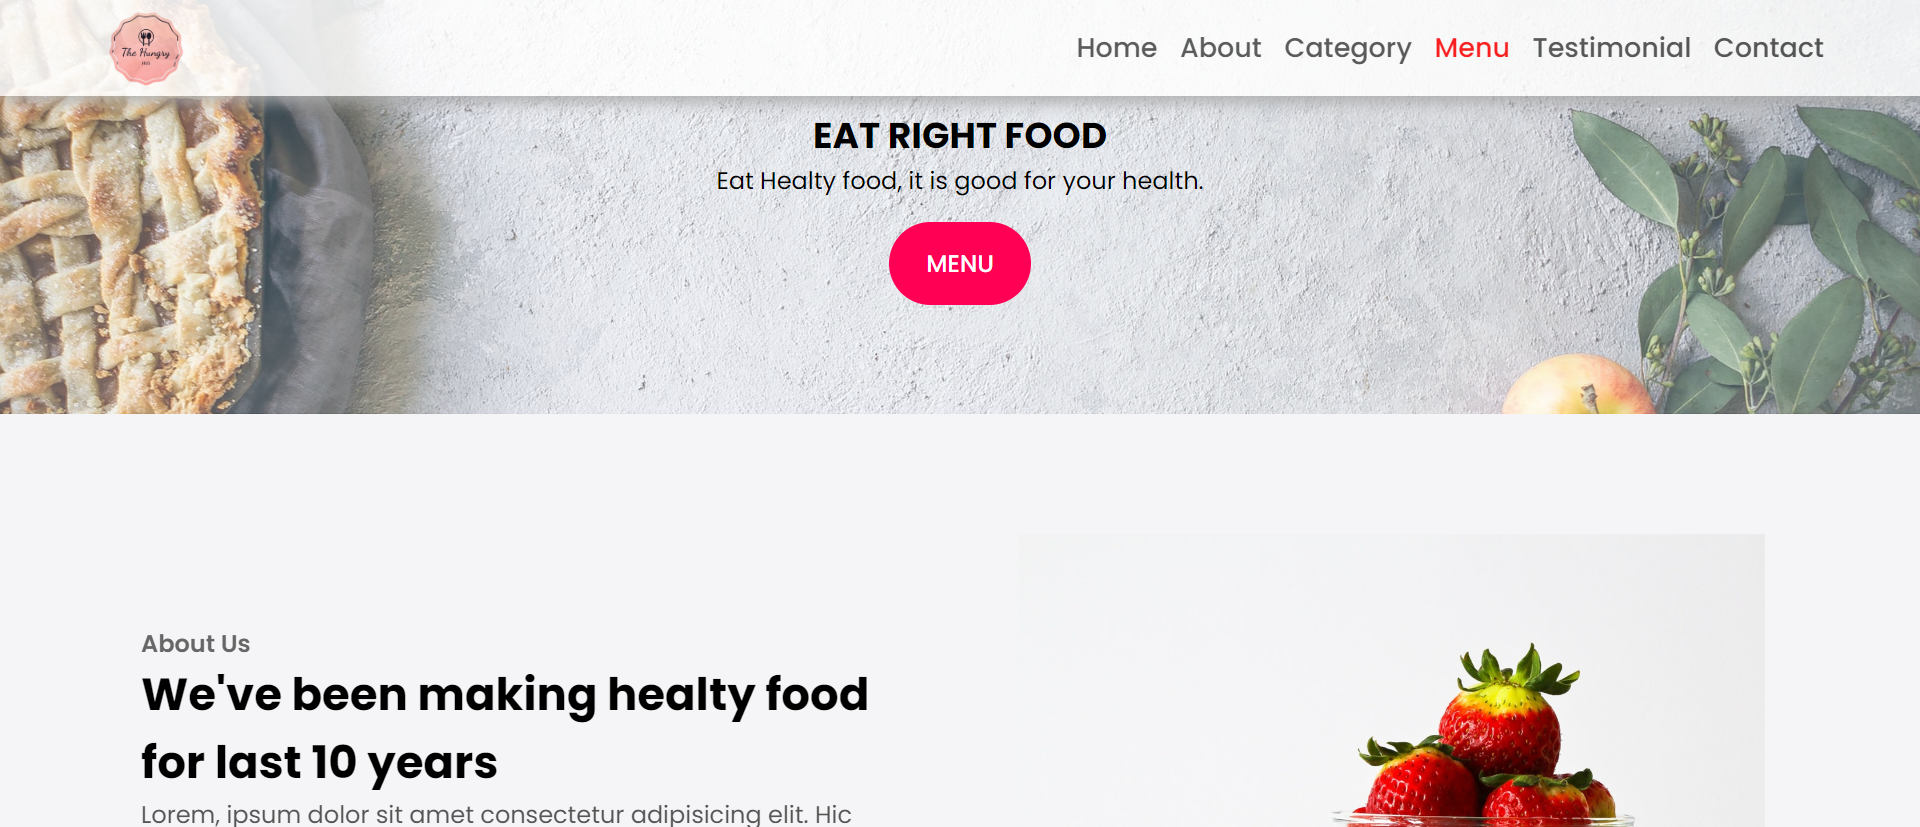 The Hungry
Home About Category Menu Testimonial Contact
EAT RIGHT FOOD
Eat Healty food, it is good for your health.
MENU
About Us
We've been making healty food
for last 10 years
Lorem, ipsum dolor sit amet consectetur adipisicing elit. Hic